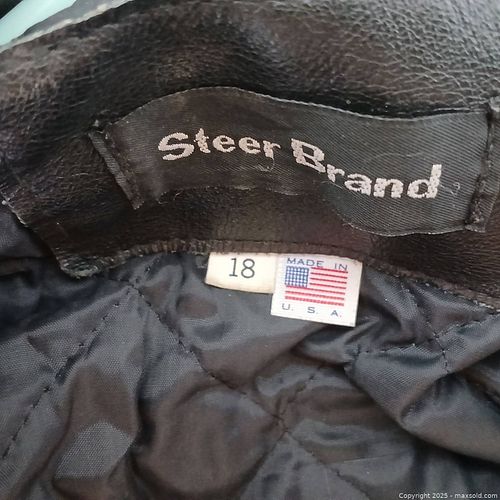 Steer Brand
18
MADE IN
U. S. A.
Copyright 2025 - maxsold.com